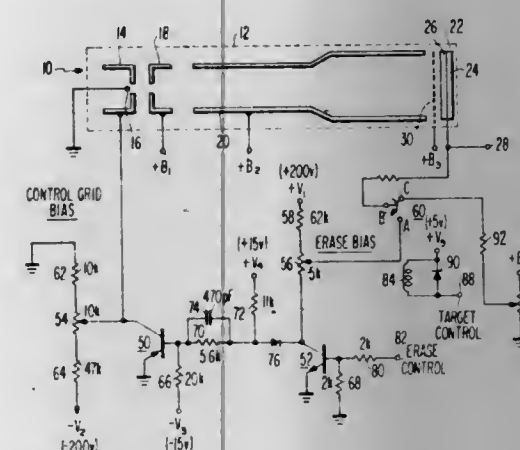 14 18 12 26 22
10
24
16 20 30 28
+B₁ +B₂ +B₃
CONTROL GRID
BIAS
(+200v)
+V₁
58 62k
C
B
A
60
(+5v)
+V₅
92
ERASE BIAS
62 10k
(+15v)
+V₄
56
5k
84
90
88
54 10k
470pf
74
72
11k
TARGET
CONTROL
70
5.6k
50
76
52
2k 82
80
ERASE
CONTROL
64 47k
66 20k
2k 68
-V₂
(-200v)
-V₃
(-15v)